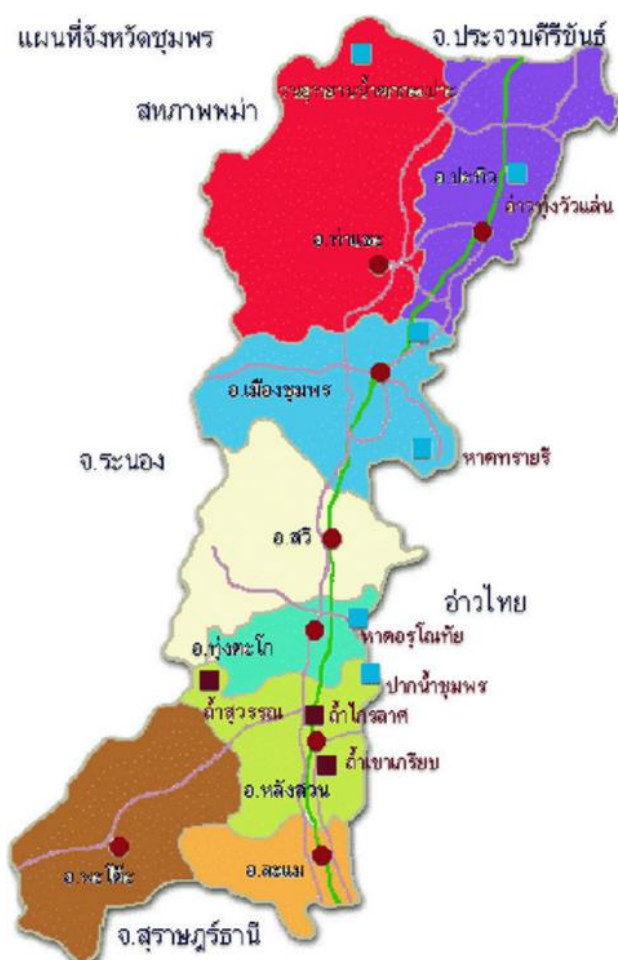 แผนที่จังหวัดชุมพร
จ.ประจวบคีรีขันธ์
สหภาพพม่า
อ.ปะทิว
อ่าวทุ่งวัวแล่น
อ.ท่าแซะ
อ.เมืองชุมพร
จ.ระนอง
หาดทรายรี
อ.สวี
อ่าวไทย
หาดอรุโณทัย
อ.ทุ่งตะโก
ปากน้ำชุมพร
ถ้ำสุวรรณ
ถ้ำไกรลาศ
ถ้ำเขาเกรียบ
อ.หลังสวน
อ.ละแม
อ.พะโต๊ะ
จ.สุราษฎร์ธานี